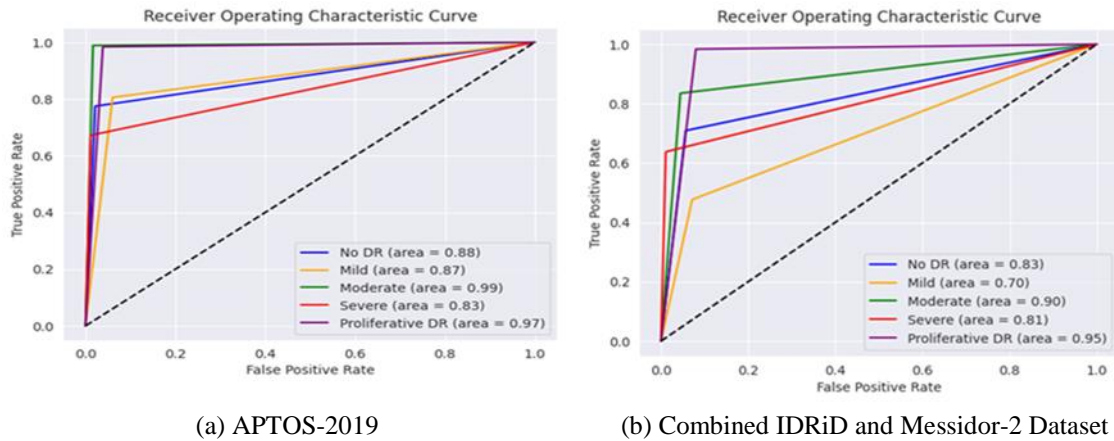 Receiver Operating Characteristic Curve
1.0
0.8
0.6
0.4
0.2
0.0
True Positive Rate
No DR (area = 0.88)
Mild (area = 0.87)
Moderate (area = 0.99)
Severe (area = 0.83)
Proliferative DR (area = 0.97)
0.0 0.2 0.4 0.6 0.8 1.0
False Positive Rate
(a) APTOS-2019
Receiver Operating Characteristic Curve
1.0
0.8
0.6
0.4
0.2
0.0
True Positive Rate
No DR (area = 0.83)
Mild (area = 0.70)
Moderate (area = 0.90)
Severe (area = 0.81)
Proliferative DR (area = 0.95)
0.0 0.2 0.4 0.6 0.8 1.0
False Positive Rate
(b) Combined IDRiD and Messidor-2 Dataset